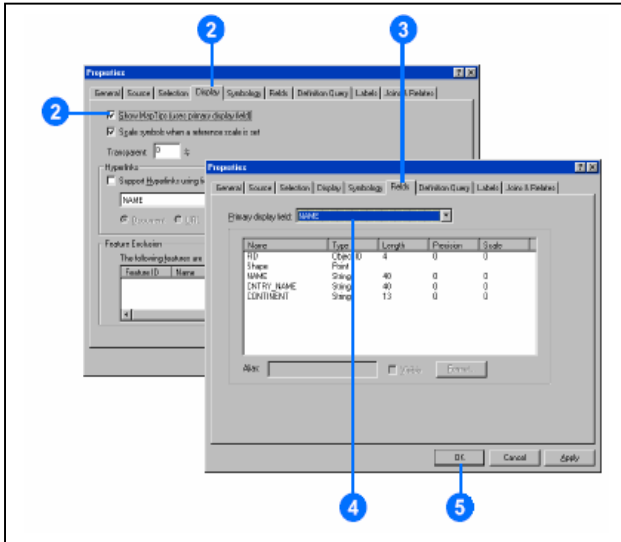 2
3
Properties
General Source Selection Display Symbology Fields Definition Query Labels Joins & Relates
2
Show MapTips (uses primary display field)
Scale symbols when a reference scale is set
Transparent: 0 %
Hyperlinks
Support Hyperlinks using fi
NAME
Document URL
Feature Exclusion
The following features are
Feature ID Name
Properties
General Source Selection Display Symbology Fields Definition Query Labels Joins & Relates
Primary display field: NAME
Name Type Length Precision Scale
FID Object ID 4 0 0
Shape Point
NAME String 40 0 0
CNTRY_NAME String 40 0 0
CONTINENT String 13 0 0
Alias: Visible Format...
OK Cancel Apply
4
5